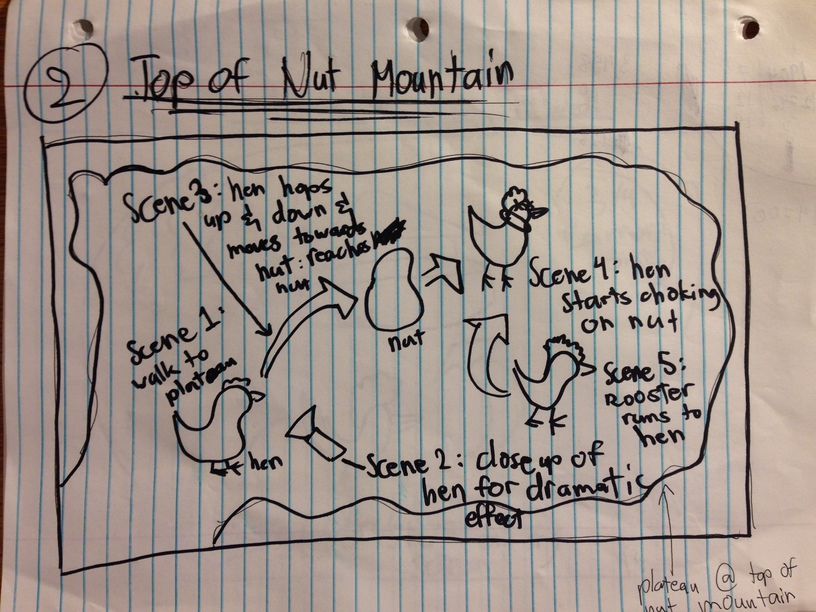 2
Top of Nut Mountain
Scene 3: hen hops
up & down &
moves towards
nut: reaches
nut
Scene 1:
walk to
plateau
hen
nut
Scene 4: hen
starts choking
on nut
Scene 5:
Rooster
runs to
hen
Scene 2: close up of
hen for dramatic
effect
plateau @ top of
nut mountain